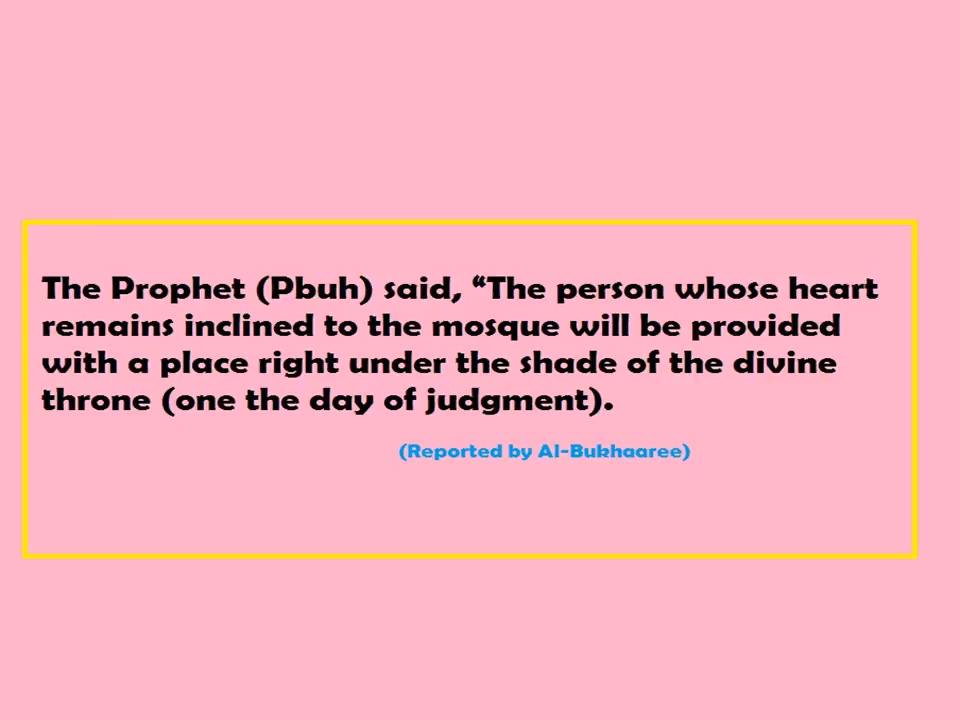 The Prophet (Pbuh) said, “The person whose heart
remains inclined to the mosque will be provided
with a place right under the shade of the divine
throne (one the day of judgment).
(Reported by Al-Bukhaaree)